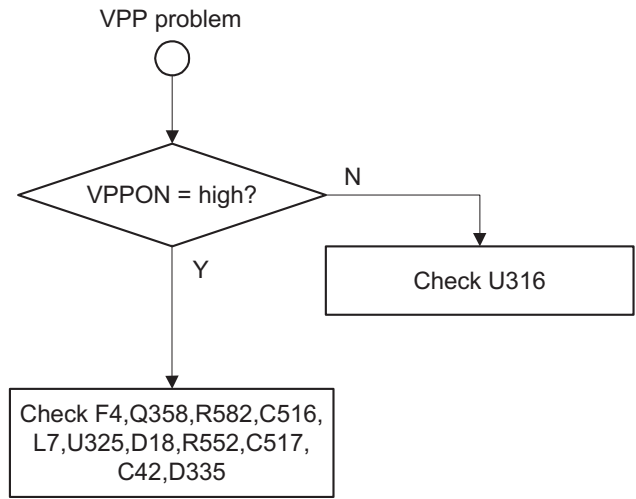 VPP problem
VPPON = high?
N
Y
Check U316
Check F4,Q358,R582,C516,
L7,U325,D18,R552,C517,
C42,D335